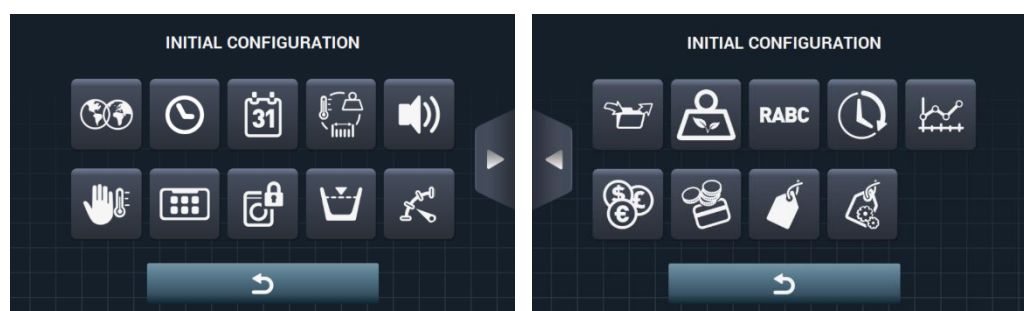 INITIAL CONFIGURATION
31
INITIAL CONFIGURATION
RABC
$ £
€